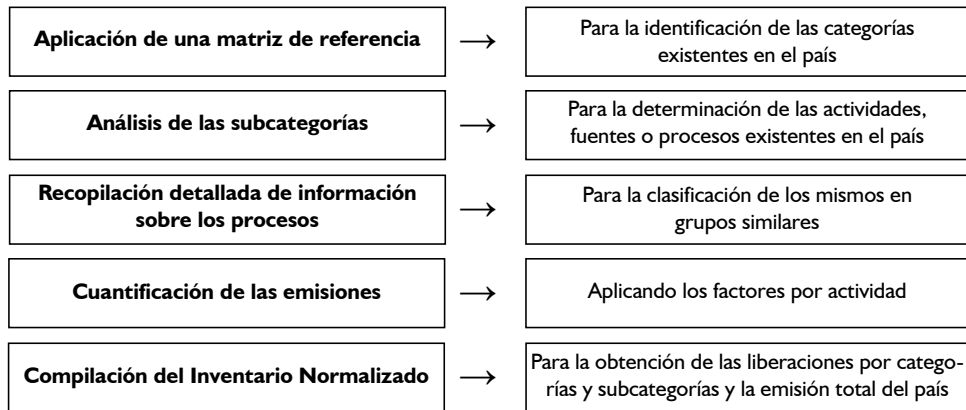 Aplicación de una matriz de referencia
→
Para la identificación de las categorías
existentes en el país
Análisis de las subcategorías
→
Para la determinación de las actividades,
fuentes o procesos existentes en el país
Recopilación detallada de información
sobre los procesos
→
Para la clasificación de los mismos en
grupos similares
Cuantificación de las emisiones
→
Aplicando los factores por actividad
Compilación del Inventario Normalizado
→
Para la obtención de las liberaciones por catego-
rías y subcategorías y la emisión total del país